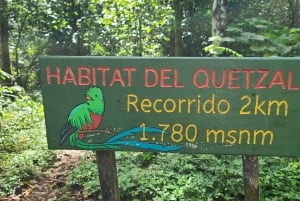 HABITAT DEL QUETZAL
Recorrido 2km
1.780 msnm